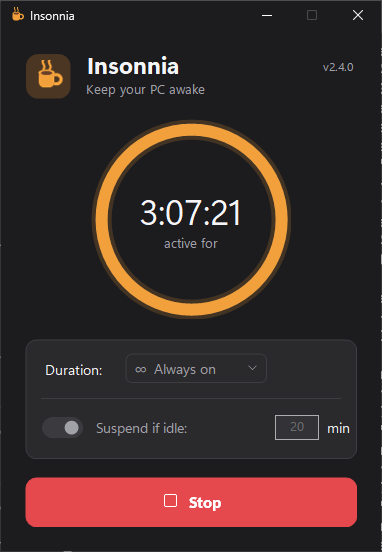 Insonnia
Insonnia
v2.4.0
Keep your PC awake
3:07:21
active for
Duration:
∞ Always on
Suspend if idle:
20 min
Stop